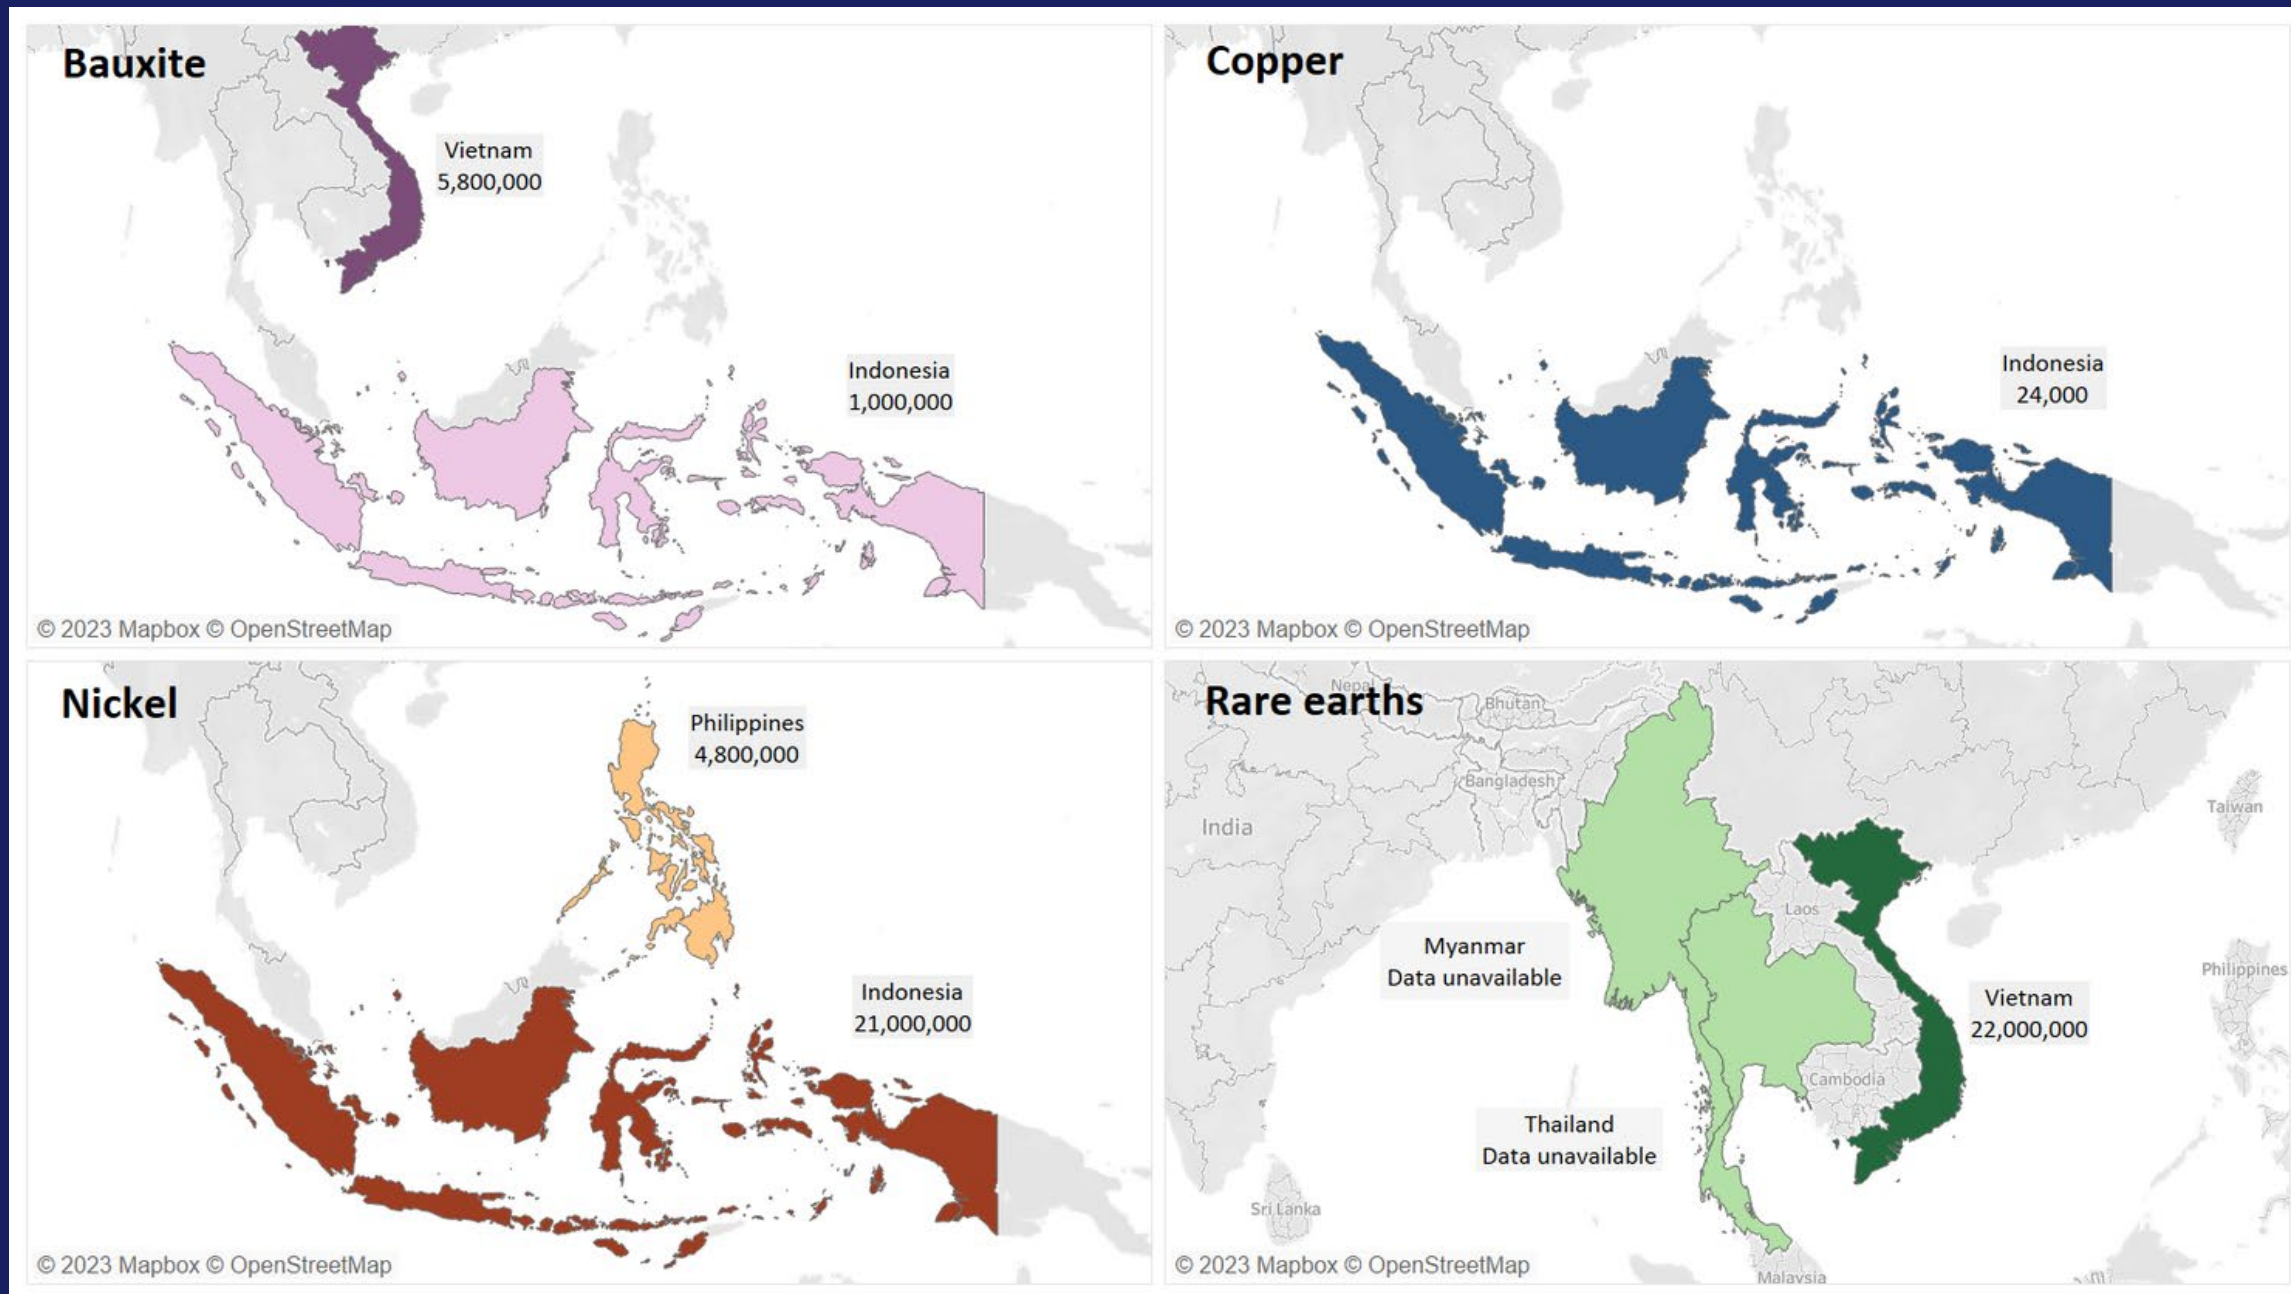 Bauxite
Vietnam
5,800,000
Indonesia
1,000,000
© 2023 Mapbox © OpenStreetMap
Copper
Indonesia
24,000
© 2023 Mapbox © OpenStreetMap
Nickel
Philippines
4,800,000
Indonesia
21,000,000
© 2023 Mapbox © OpenStreetMap
Rare earths
Nepal
Bhutan
Bangladesh
India
Taiwan
Laos
Myanmar
Data unavailable
Philippines
Vietnam
22,000,000
Cambodia
Thailand
Data unavailable
Sri Lanka
Malaysia
© 2023 Mapbox © OpenStreetMap